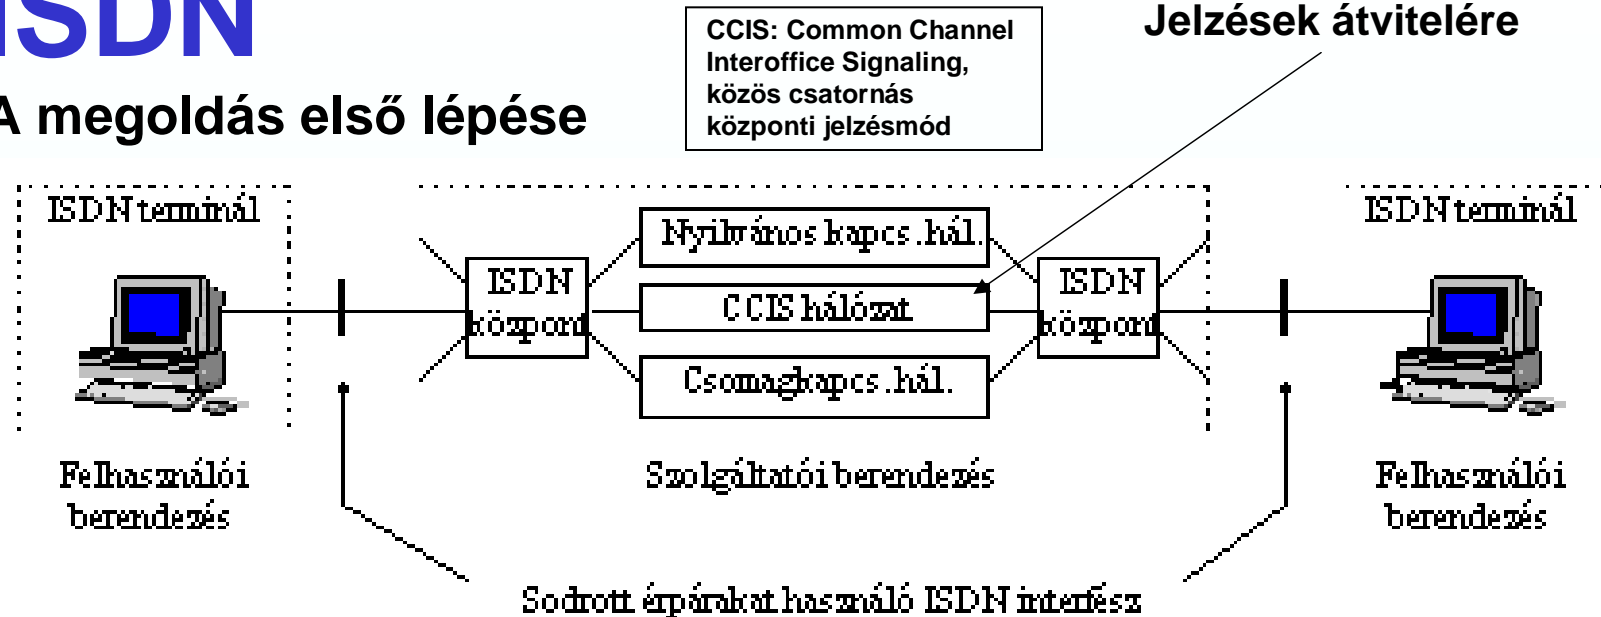 ISDN
A megoldás első lépése
CCIS: Common Channel
Interoffice Signaling,
közös csatornás
központi jelzésmód
Jelzések átvitelére
ISDN terminál
ISDN terminál
Nyilvános kapcs. hál.
ISDN
központ
CCIS hálózat
ISDN
központ
Csomagkapcs. hál.
Felhasználói
berendezés
Szolgáltatói berendezés
Felhasználói
berendezés
Sodrott érpárakat használó ISDN interfész